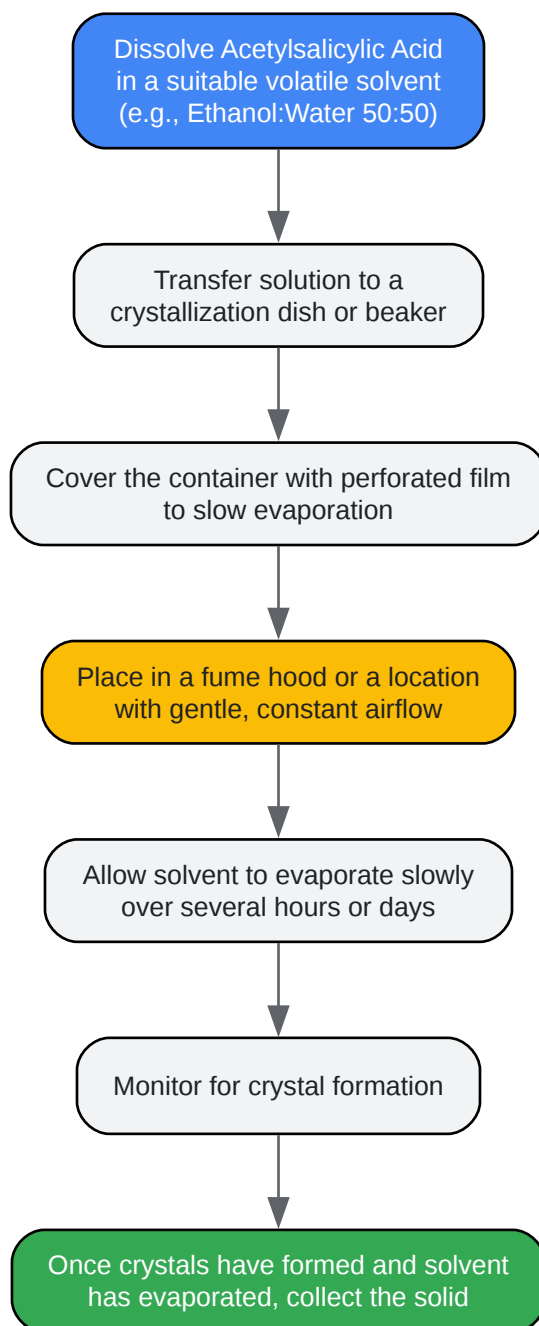 Dissolve Acetylsalicylic Acid
in a suitable volatile solvent
(e.g., Ethanol:Water 50:50)
Transfer solution to a
crystallization dish or beaker
Cover the container with perforated film
to slow evaporation
Place in a fume hood or a location
with gentle, constant airflow
Allow solvent to evaporate slowly
over several hours or days
Monitor for crystal formation
Once crystals have formed and solvent
has evaporated, collect the solid